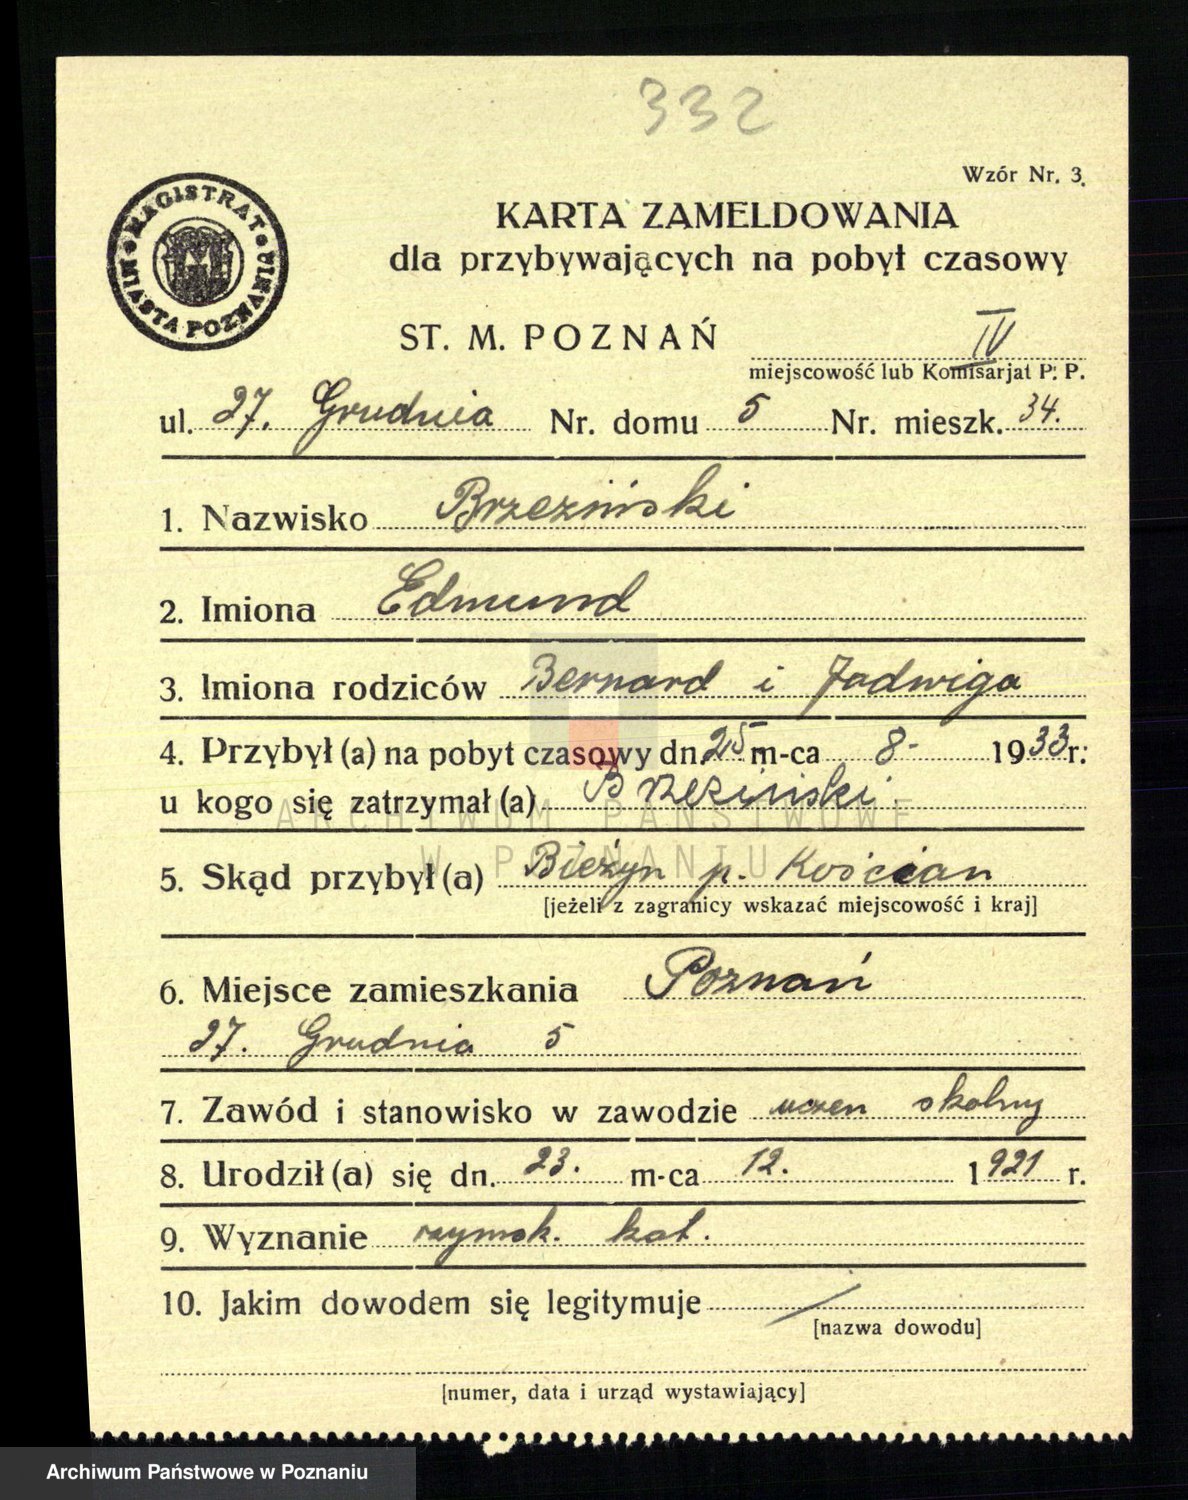 332
Wzór Nr. 3.
MAGISTRAT MIASTA POZNANIA
KARTA ZAMELDOWANIA
dla przybywających na pobyt czasowy
ST. M. POZNAŃ IV
miejscowość lub Komisarjat P. P.
ul. 27. Grudnia Nr. domu 5 Nr. mieszk. 34.
1. Nazwisko Brzeziński
2. Imiona Edmund
3. Imiona rodziców Bernard i Jadwiga
4. Przybył (a) na pobyt czasowy dn. 25 m-ca 8- 1933 r.
u kogo się zatrzymał (a) Brzeziński
ARCHIWUM PAŃSTWOWE
W POZNANIU
5. Skąd przybył (a) Bieżyn p. Kościan
[jeżeli z zagranicy wskazać miejscowość i kraj]
6. Miejsce zamieszkania Poznań
27. Grudnia 5
7. Zawód i stanowisko w zawodzie uczen skolny
8. Urodził (a) się dn. 23. m-ca 12. 1921 r.
9. Wyznanie rzymsk. kat.
10. Jakim dowodem się legitymuje
[nazwa dowodu]
[numer, data i urząd wystawiający]
Archiwum Państwowe w Poznaniu